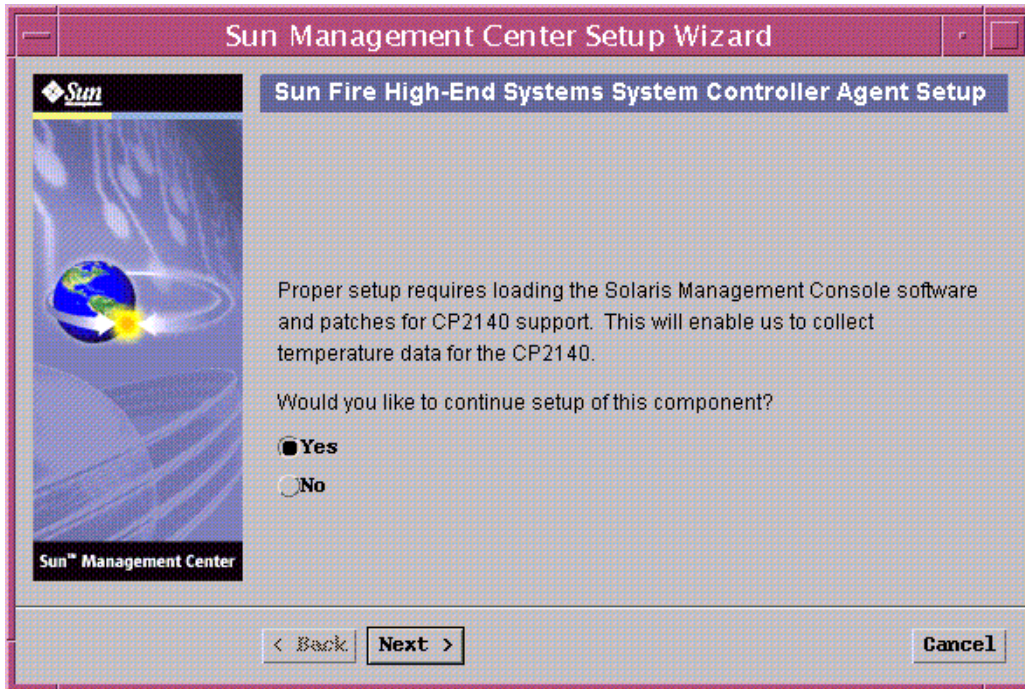 Sun Management Center Setup Wizard
Sun
Sun Fire High-End Systems System Controller Agent Setup
Proper setup requires loading the Solaris Management Console software
and patches for CP2140 support. This will enable us to collect
temperature data for the CP2140.
Would you like to continue setup of this component?
Yes
No
Sun™ Management Center
< Back
Next >
Cancel